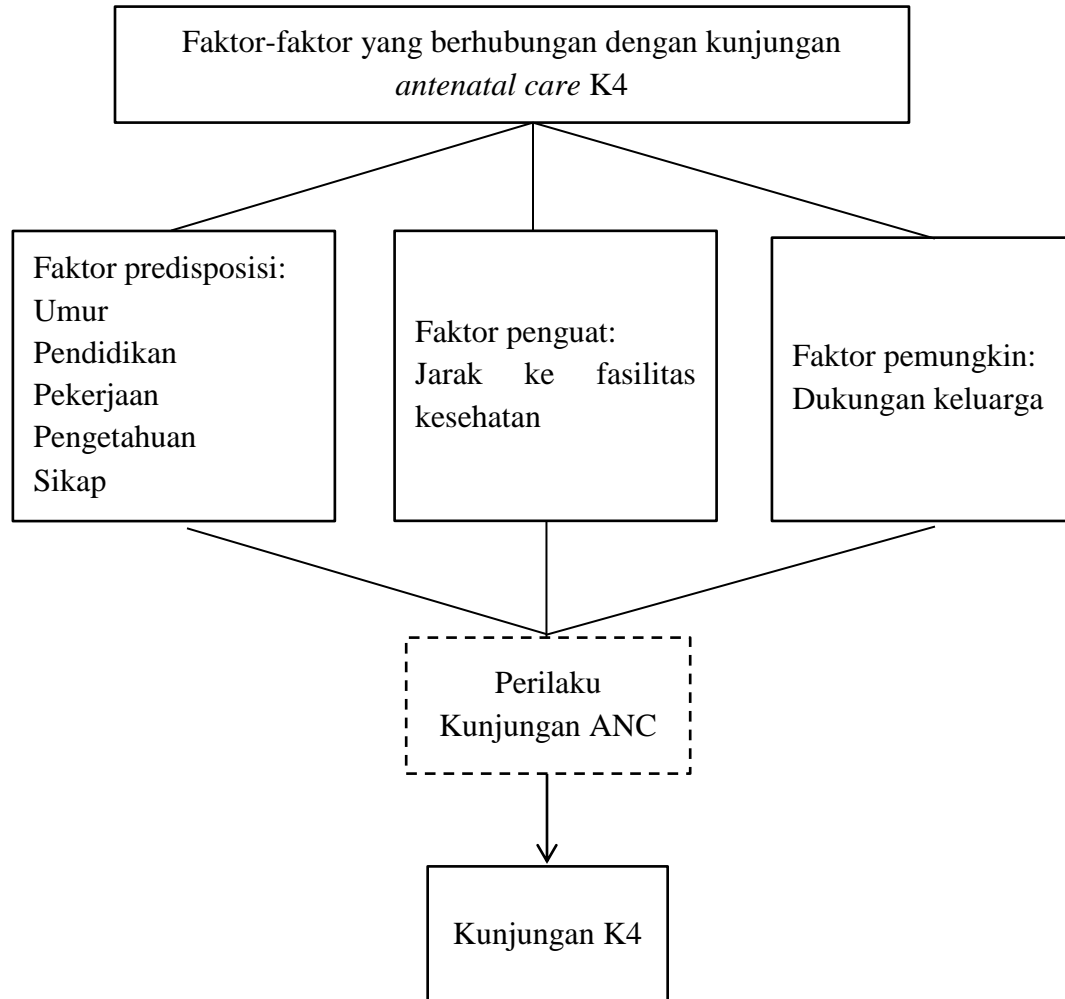 Faktor-faktor yang berhubungan dengan kunjungan
antenatal care K4
Faktor predisposisi:
Umur
Pendidikan
Pekerjaan
Pengetahuan
Sikap
Faktor penguat:
Jarak ke fasilitas
kesehatan
Faktor pemungkin:
Dukungan keluarga
Perilaku
Kunjungan ANC
Kunjungan K4